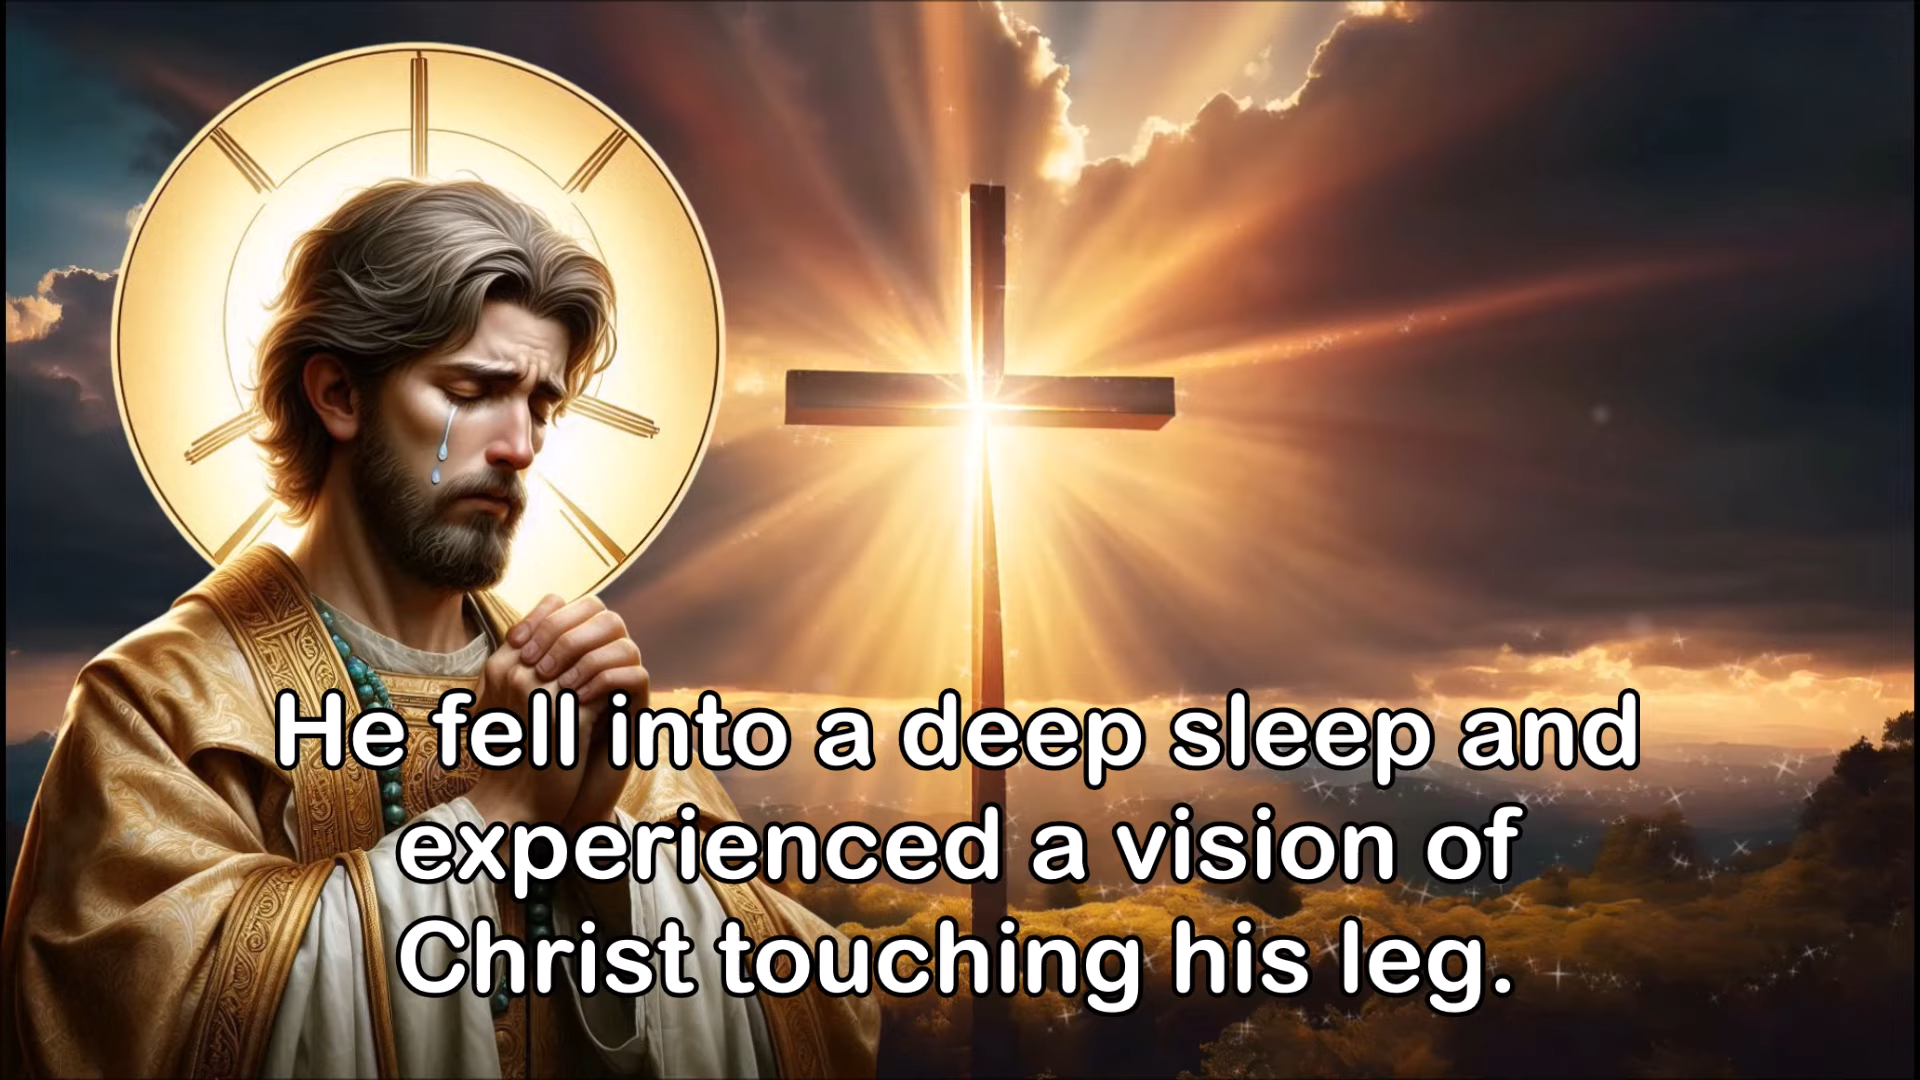 He fell into a deep sleep and
experienced a vision of
Christ touching his leg.